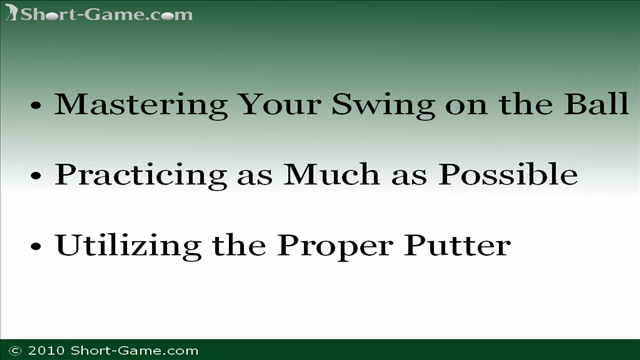 Short-Game.com
• Mastering Your Swing on the Ball
• Practicing as Much as Possible
• Utilizing the Proper Putter
© 2010 Short-Game.com